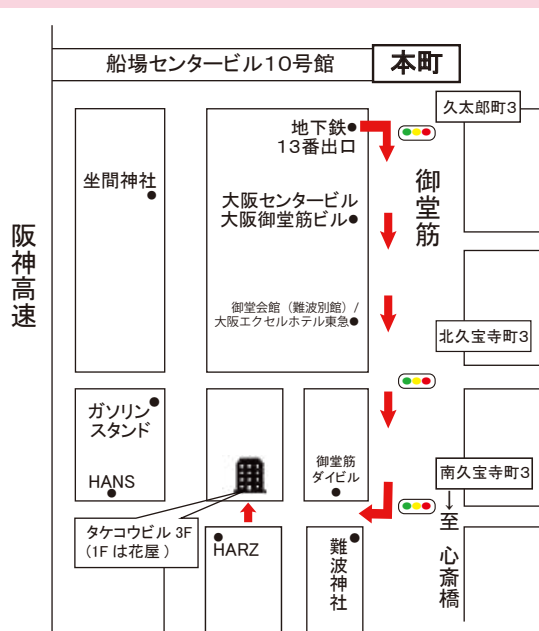 船場センタービル10号館
本町
久太郎町3
地下鉄
13番出口
坐間神社
御堂筋
大阪センタービル
大阪御堂筋ビル
阪神高速
御堂会館（難波別館）/
大阪エクセルホテル東急
北久宝寺町3
ガソリン
スタンド
HANS
御堂筋
ダイビル
南久宝寺町3
タケコウビル 3F
(1F は花屋 )
HARZ
難波神社
↓至 心斎橋